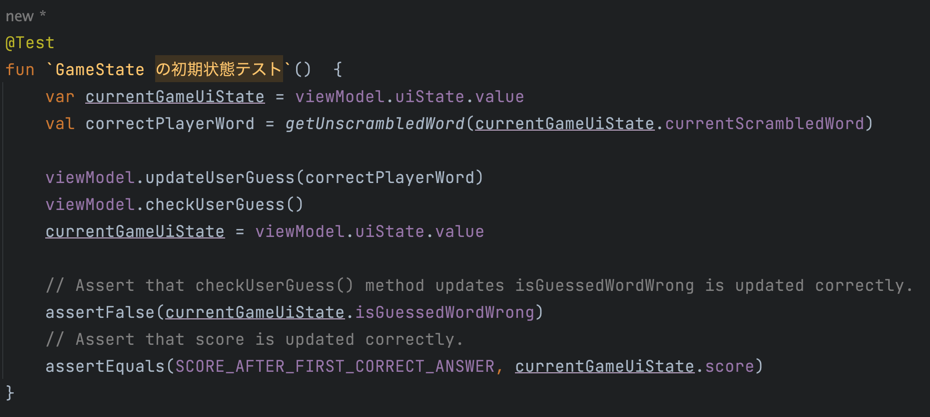 new *
@Test
fun `GameState の初期状態テスト`() {
var currentGameUiState = viewModel.uiState.value
val correctPlayerWord = getUnscrambledWord(currentGameUiState.currentScrambledWord)
viewModel.updateUserGuess(correctPlayerWord)
viewModel.checkUserGuess()
currentGameUiState = viewModel.uiState.value
// Assert that checkUserGuess() method updates isGuessedWordWrong is updated correctly.
assertFalse(currentGameUiState.isGuessedWordWrong)
// Assert that score is updated correctly.
assertEquals(SCORE_AFTER_FIRST_CORRECT_ANSWER, currentGameUiState.score)
}